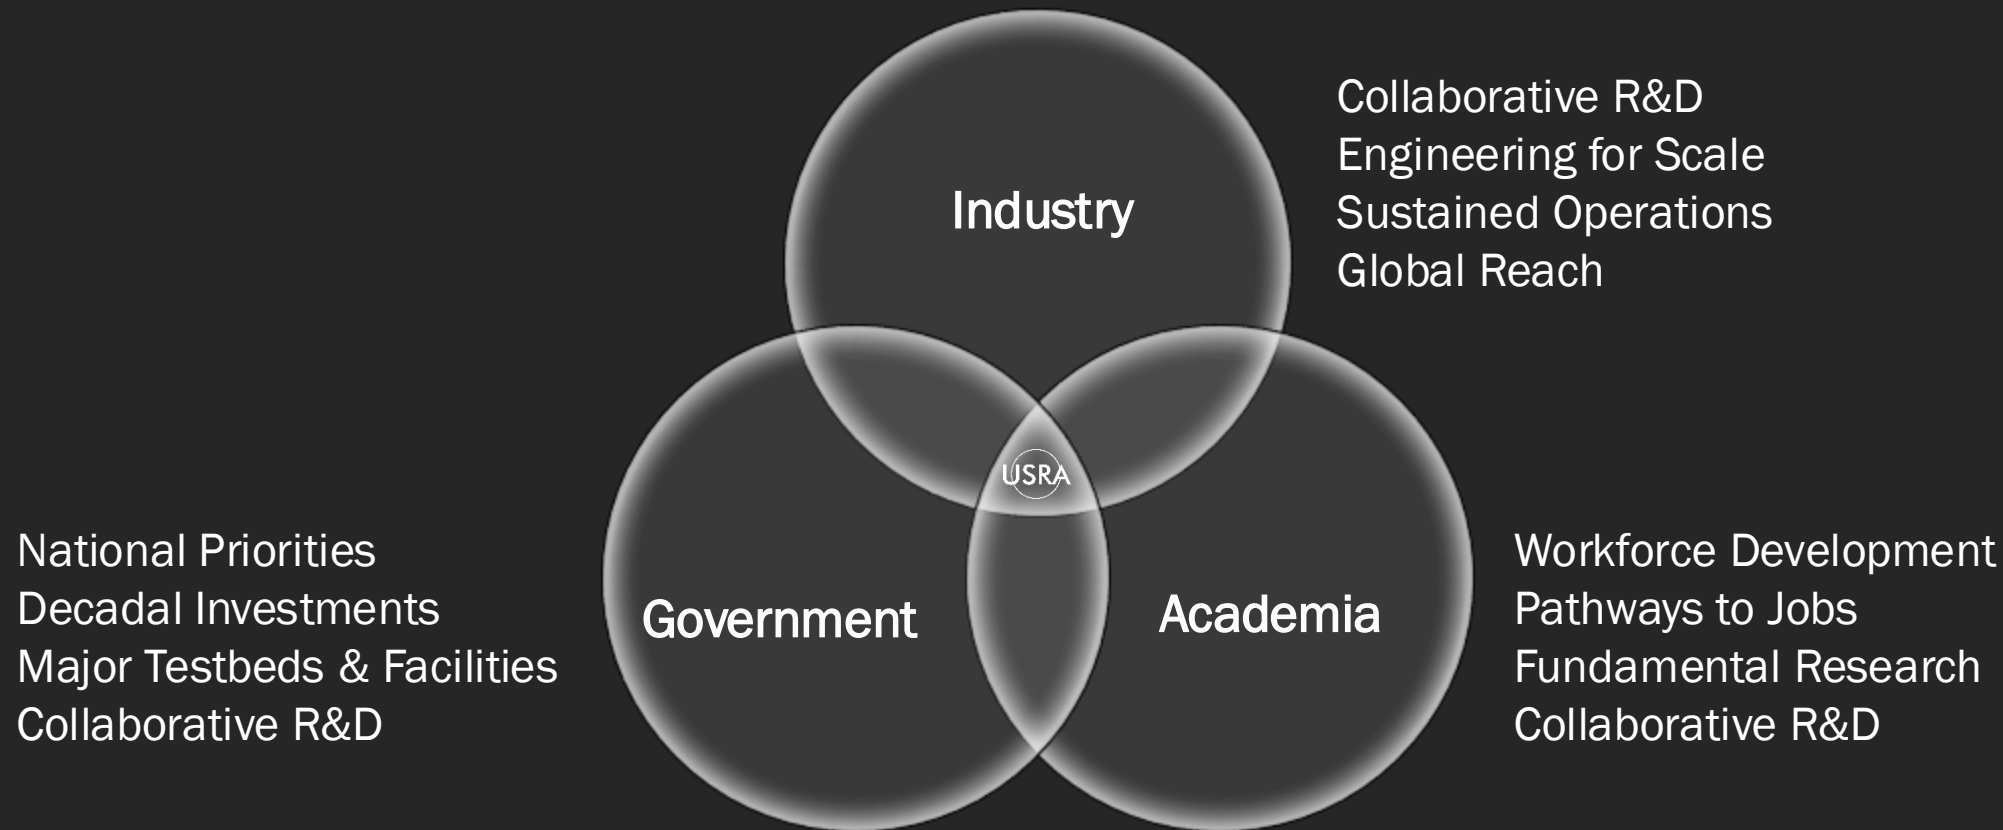 Industry
Collaborative R&D
Engineering for Scale
Sustained Operations
Global Reach
USRA
Government
National Priorities
Decadal Investments
Major Testbeds & Facilities
Collaborative R&D
Academia
Workforce Development
Pathways to Jobs
Fundamental Research
Collaborative R&D